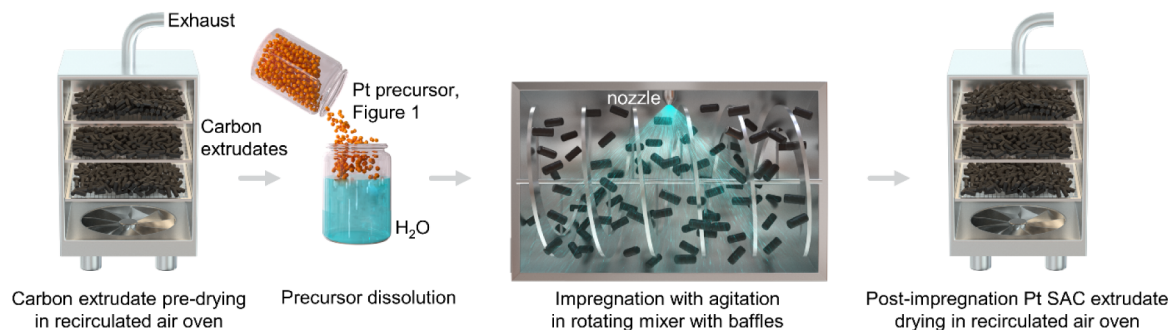 Exhaust
Carbon
extrudates
Pt precursor,
Figure 1
H₂O
nozzle
Carbon extrudate pre-drying
in recirculated air oven
Precursor dissolution
Impregnation with agitation
in rotating mixer with baffles
Post-impregnation Pt SAC extrudate
drying in recirculated air oven